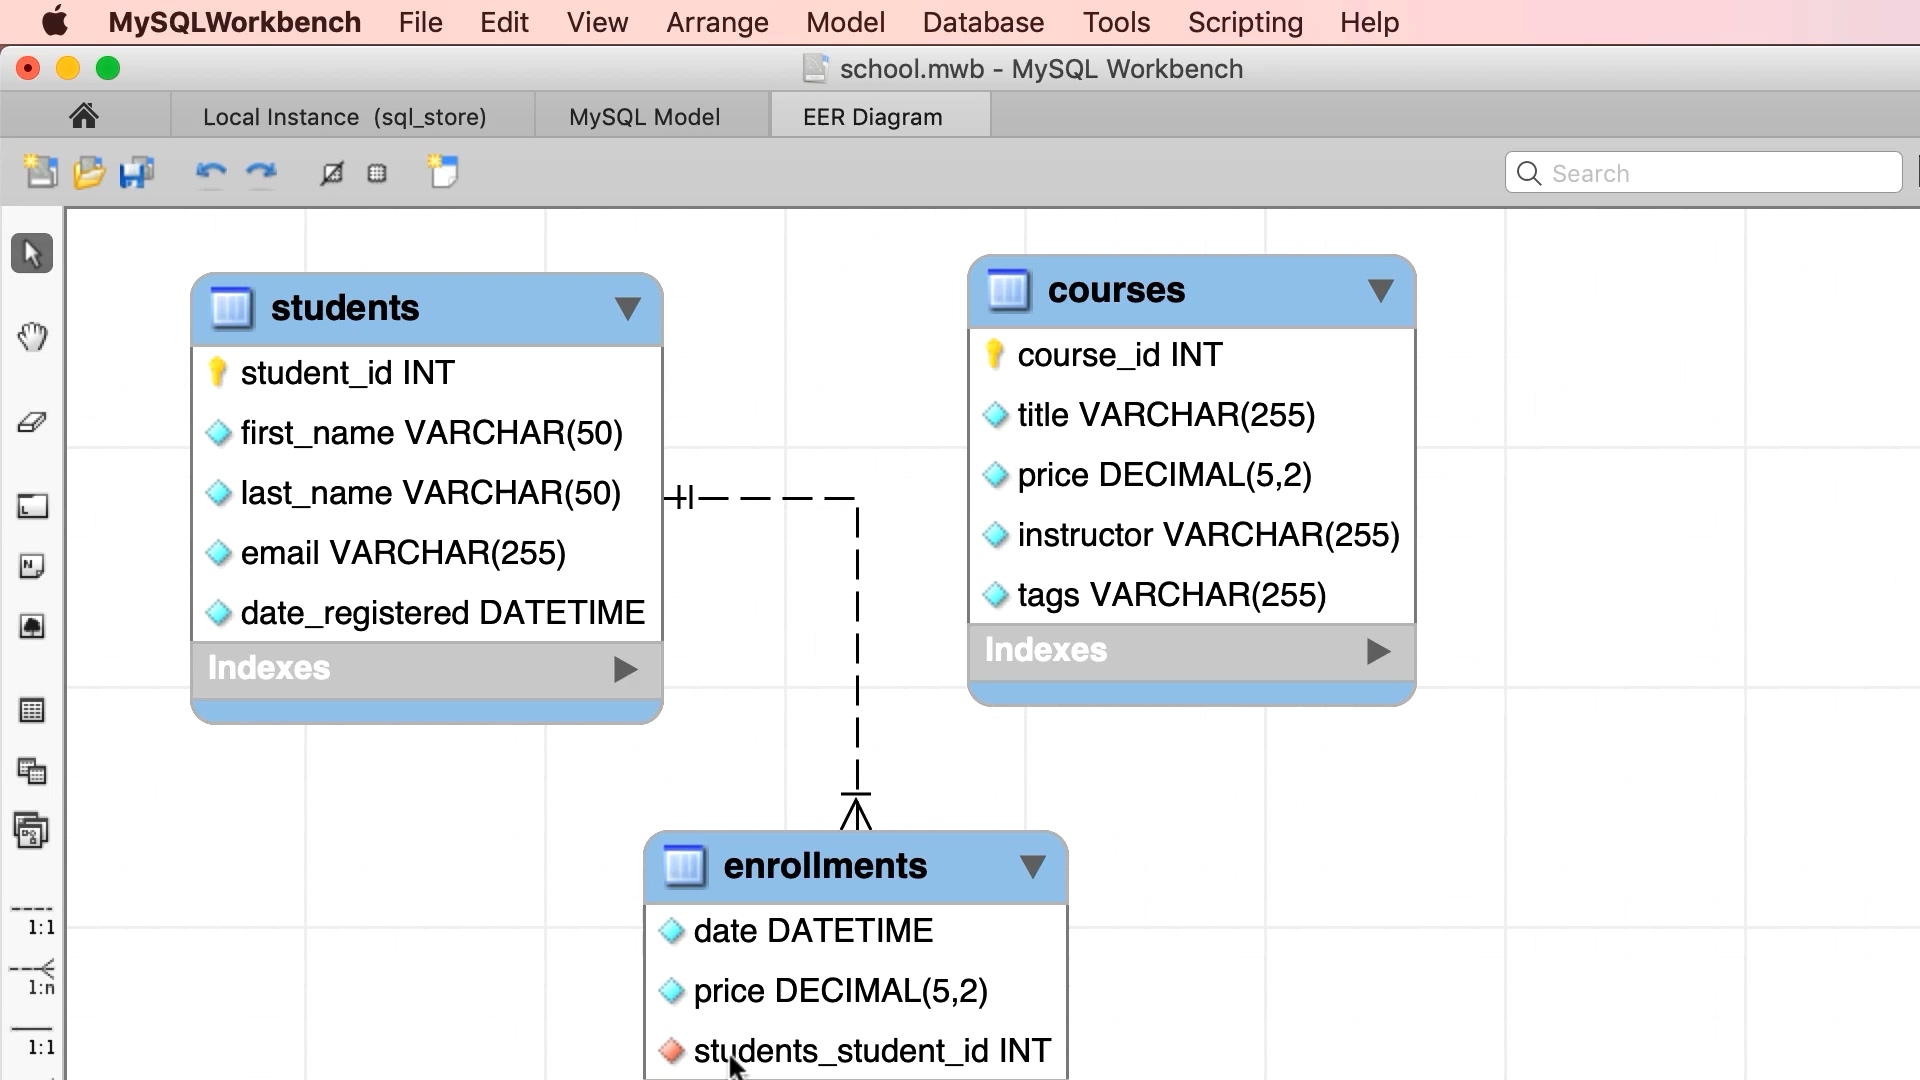 MySQLWorkbench File Edit View Arrange Model Database Tools Scripting Help
school.mwb - MySQL Workbench
Local Instance (sql_store) MySQL Model EER Diagram
Search
students
student_id INT
first_name VARCHAR(50)
last_name VARCHAR(50)
email VARCHAR(255)
date_registered DATETIME
Indexes
courses
course_id INT
title VARCHAR(255)
price DECIMAL(5,2)
instructor VARCHAR(255)
tags VARCHAR(255)
Indexes
enrollments
date DATETIME
price DECIMAL(5,2)
students_student_id INT
1:1
1:n
1:1